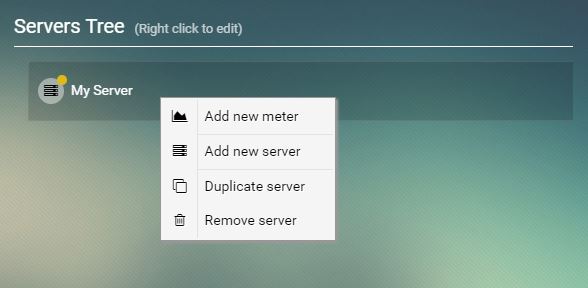 Servers Tree (Right click to edit)
My Server
Add new meter
Add new server
Duplicate server
Remove server